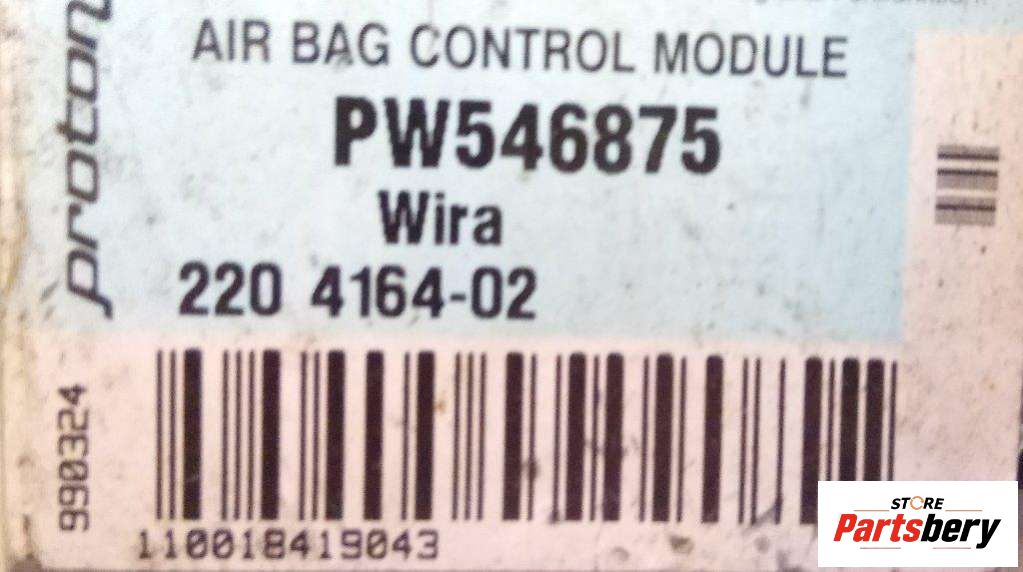 AIR BAG CONTROL MODULE
PW546875
Wira
220 4164-02
proton
990324
110018419043
STORE
Partsbery